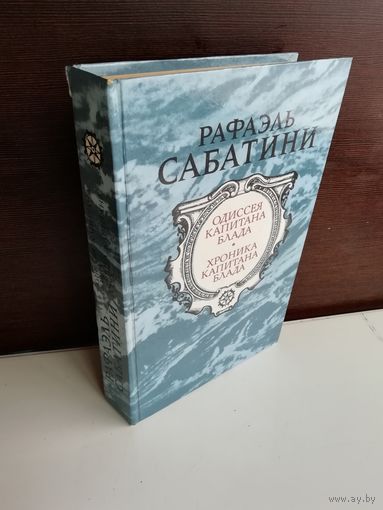 РАФАЭЛЬ
САБАТИНИ
ОДИССЕЯ
КАПИТАНА
БЛАДА
•
ХРОНИКА
КАПИТАНА
БЛАДА
РАФАЭЛЬ
САБАТИНИ
www.ay.by